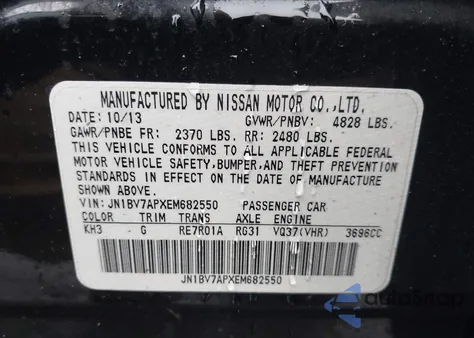 MANUFACTURED BY NISSAN MOTOR CO.,LTD.
DATE: 10/13 GVWR/PNBV: 4828 LBS.
GAWR/PNBE FR: 2370 LBS. RR: 2480 LBS.
THIS VEHICLE CONFORMS TO ALL APPLICABLE FEDERAL
MOTOR VEHICLE SAFETY, BUMPER, AND THEFT PREVENTION
STANDARDS IN EFFECT ON THE DATE OF MANUFACTURE
SHOWN ABOVE.
VIN: JN1BV7APXEM682550 PASSENGER CAR
COLOR TRIM TRANS AXLE ENGINE
KH3 G RE7R01A RG31 VQ37(VHR) 3696CC
JN1BV7APXEM682550
AutoSnap